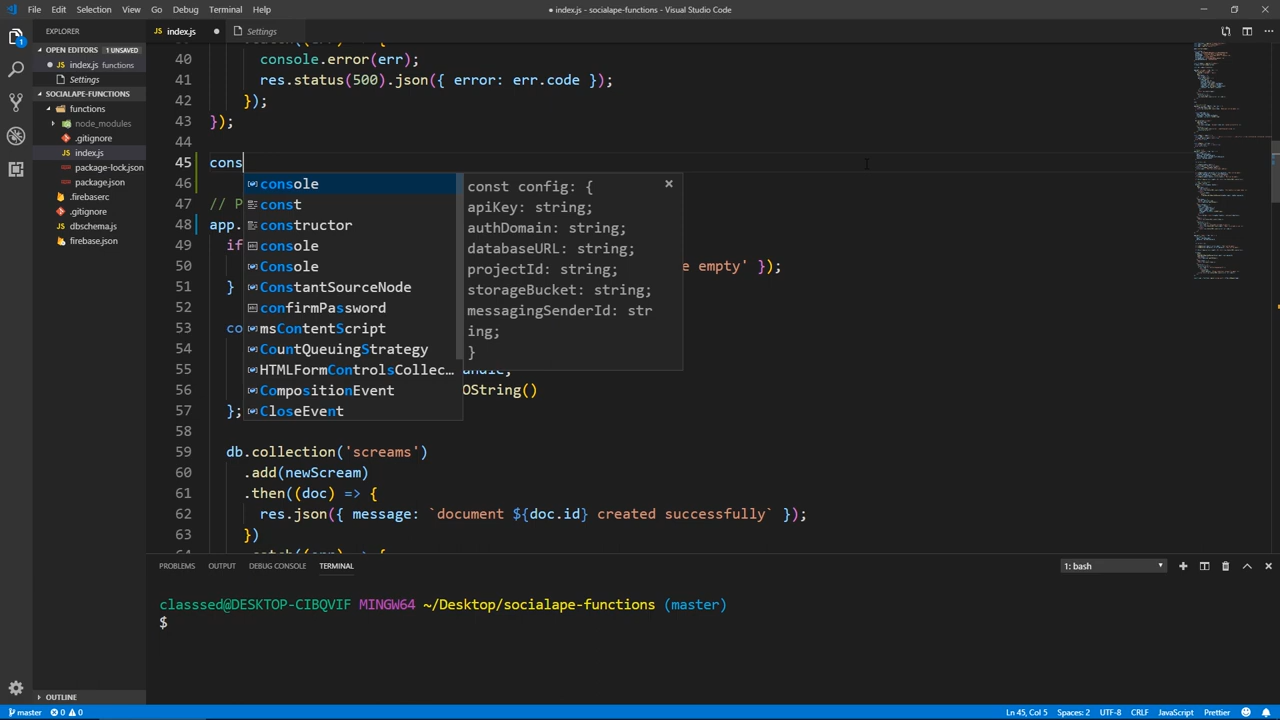 File Edit Selection View Go Debug Terminal Help
● index.js - socialape-functions - Visual Studio Code
EXPLORER
index.js
Settings
OPEN EDITORS 1 UNSAVED
index.js functions
Settings
SOCIALAPE-FUNCTIONS
functions
node_modules
.gitignore
index.js
package-lock.json
package.json
.firebaserc
.gitignore
dbschema.js
firebase.json
40 console.error(err);
41 res.status(500).json({ error: err.code });
42 });
43 });
44
45 cons
46
47 // P
48 app.
49 if
50 e empty' });
51 }
52
53 co
54
55
56 OString()
57 };
58
59 db.collection('screams')
60 .add(newScream)
61 .then((doc) => {
62 res.json({ message: `document ${doc.id} created successfully` });
63 })
console
const
constructor
console
Console
ConstantSourceNode
confirmPassword
msContentScript
CountQueuingStrategy
HTMLFormControlsCollec...
CompositionEvent
CloseEvent
const config: {
apiKey: string;
authDomain: string;
databaseURL: string;
projectId: string;
storageBucket: string;
messagingSenderId: str
ing;
}
PROBLEMS OUTPUT DEBUG CONSOLE TERMINAL
1: bash
classsed@DESKTOP-CIBQVIF MINGW64 ~/Desktop/socialape-functions (master)
$
OUTLINE
master 0 0
Ln 45, Col 5 Spaces: 2 UTF-8 CRLF JavaScript Prettier